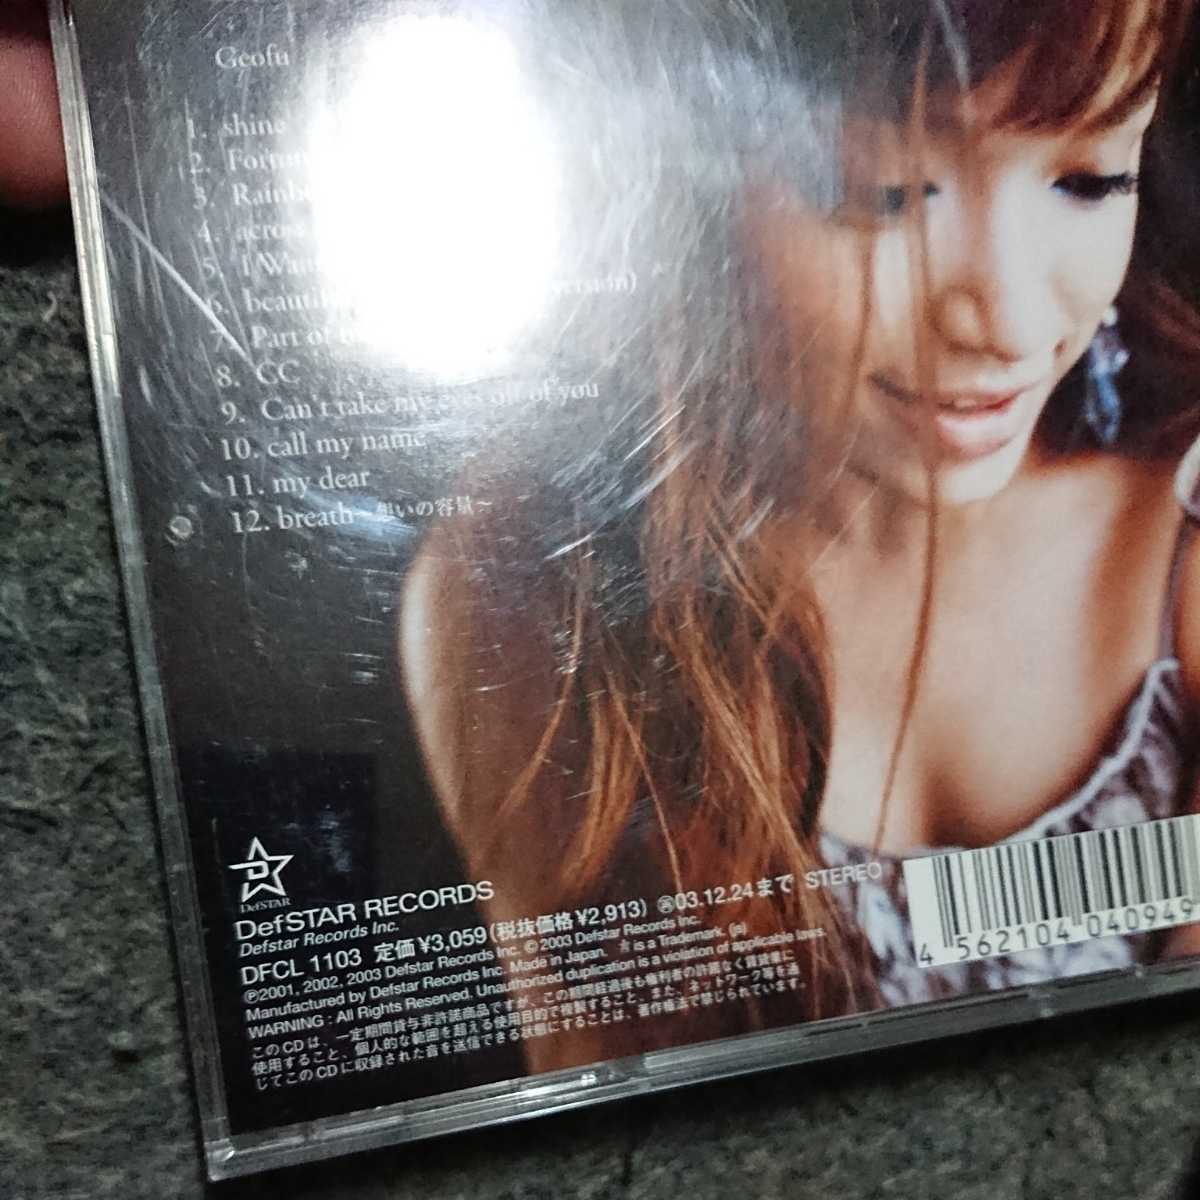 Geofu
1. shine
2.
3.
4.
5.
6. version)
7. Part of
8. CC
9. Can't take my eyes off of you
10. call my name
11. my dear
12. breath~想いの容量~
DefSTAR
DefSTAR RECORDS
Defstar Records Inc.
DFCL 1103 定価¥3,059(税抜価格¥2,913) 再03.12.24まで STEREO
℗2001, 2002, 2003 Defstar Records Inc. ©2003 Defstar Records Inc.
Manufactured by Defstar Records Inc. Made in Japan. ☆is a Trademark. (s)
WARNING : All Rights Reserved. Unauthorized duplication is a violation of applicable laws.
このCDは、一定期間貸与非許諾商品ですが、この期間経過後も権利者の許諾なく賃貸業に
使用すること、個人的な範囲を超える使用目的で複製すること、また、ネットワーク等を通
じてこのCDに収録された音を送信できる状態にすることは、著作権法で禁じられています。
4 562104 040949